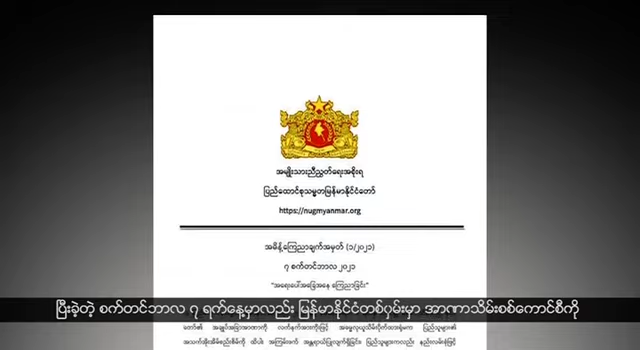 အမျိုးသားညီညွတ်ရေးအစိုးရ
ပြည်ထောင်စုသမ္မတမြန်မာနိုင်ငံတော်
https://nugmyanmar.org
အမိန့်ကြေညာချက်အမှတ် (၁/၂၀၂၁)
၇ စက်တင်ဘာလ ၂၀၂၁
"အရေးပေါ်အခြေအနေ ကြေညာခြင်း"
ပြီးခဲ့တဲ့ စက်တင်ဘာလ ၇ ရက်နေ့မှာလည်း မြန်မာနိုင်ငံတစ်ဝှမ်းမှာ အာဏာသိမ်းစစ်ကောင်စီကို